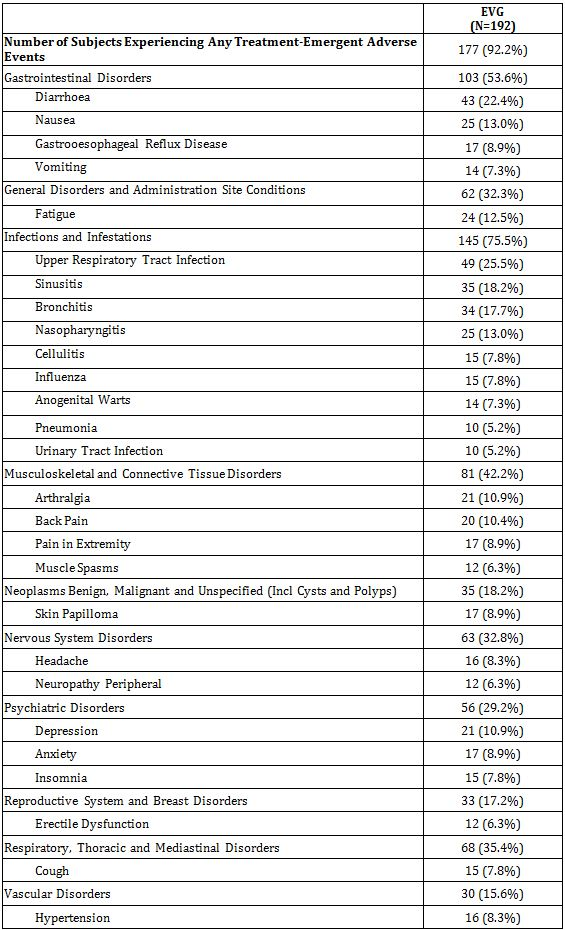 EVG
(N=192)
Number of Subjects Experiencing Any Treatment-Emergent Adverse
Events 177 (92.2%)
Gastrointestinal Disorders 103 (53.6%)
Diarrhoea 43 (22.4%)
Nausea 25 (13.0%)
Gastrooesophageal Reflux Disease 17 (8.9%)
Vomiting 14 (7.3%)
General Disorders and Administration Site Conditions 62 (32.3%)
Fatigue 24 (12.5%)
Infections and Infestations 145 (75.5%)
Upper Respiratory Tract Infection 49 (25.5%)
Sinusitis 35 (18.2%)
Bronchitis 34 (17.7%)
Nasopharyngitis 25 (13.0%)
Cellulitis 15 (7.8%)
Influenza 15 (7.8%)
Anogenital Warts 14 (7.3%)
Pneumonia 10 (5.2%)
Urinary Tract Infection 10 (5.2%)
Musculoskeletal and Connective Tissue Disorders 81 (42.2%)
Arthralgia 21 (10.9%)
Back Pain 20 (10.4%)
Pain in Extremity 17 (8.9%)
Muscle Spasms 12 (6.3%)
Neoplasms Benign, Malignant and Unspecified (Incl Cysts and Polyps) 35 (18.2%)
Skin Papilloma 17 (8.9%)
Nervous System Disorders 63 (32.8%)
Headache 16 (8.3%)
Neuropathy Peripheral 12 (6.3%)
Psychiatric Disorders 56 (29.2%)
Depression 21 (10.9%)
Anxiety 17 (8.9%)
Insomnia 15 (7.8%)
Reproductive System and Breast Disorders 33 (17.2%)
Erectile Dysfunction 12 (6.3%)
Respiratory, Thoracic and Mediastinal Disorders 68 (35.4%)
Cough 15 (7.8%)
Vascular Disorders 30 (15.6%)
Hypertension 16 (8.3%)